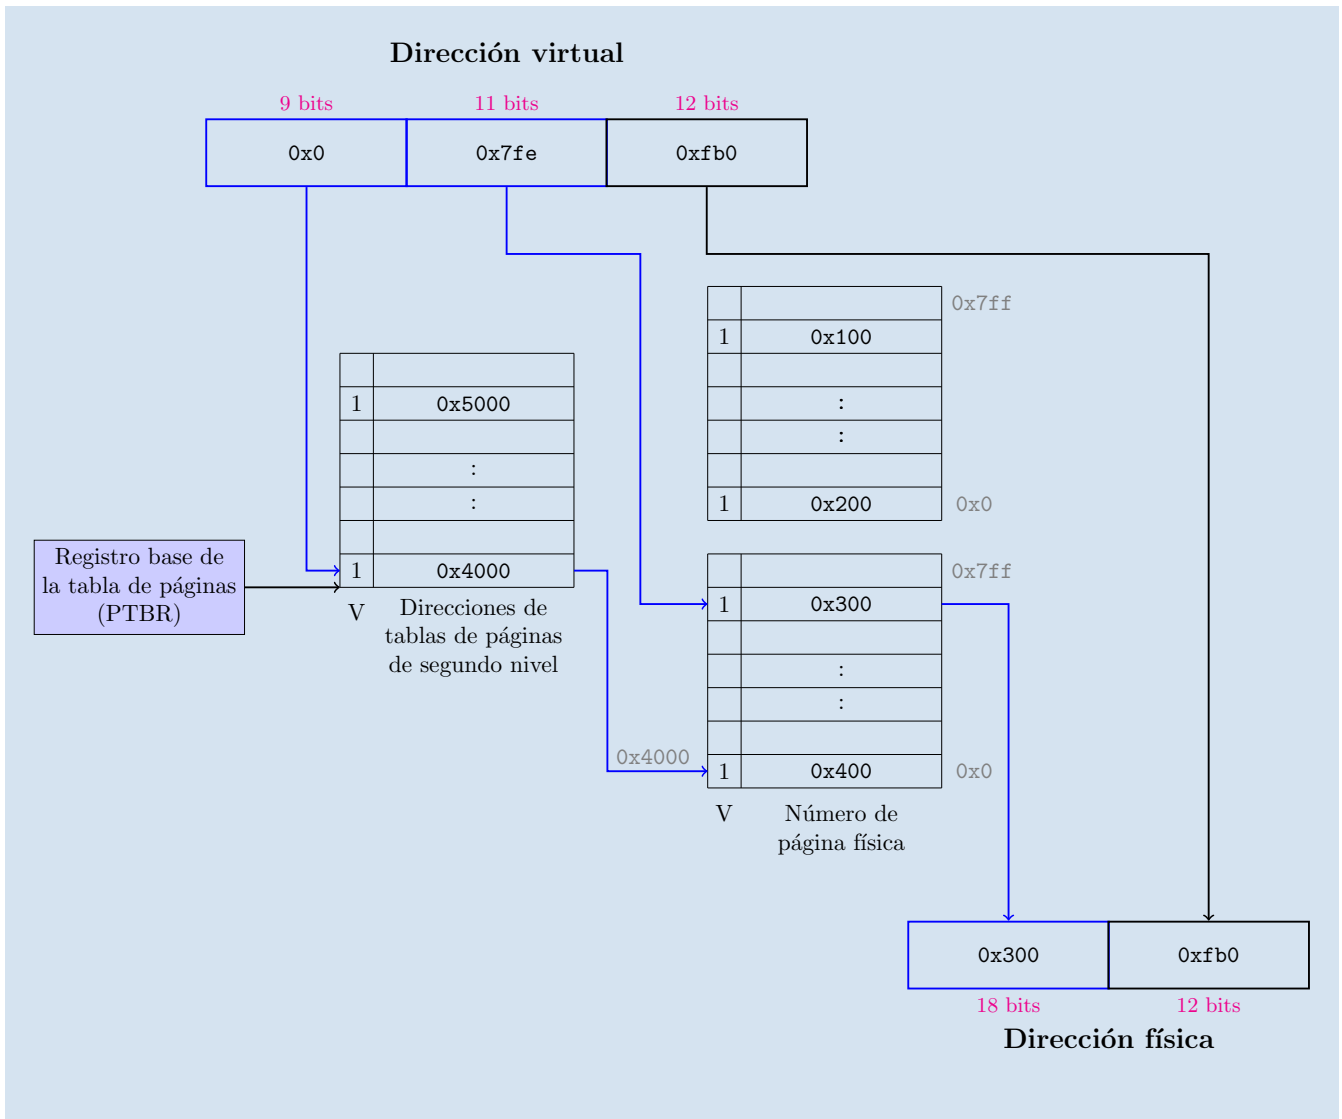 Dirección virtual
9 bits
11 bits
12 bits
0x0
0x7fe
0xfb0
0x7ff
1
0x100
:
:
1
0x200
0x0
1
0x5000
:
:
1
0x4000
V
Direcciones de
tablas de páginas
de segundo nivel
Registro base de
la tabla de páginas
(PTBR)
0x7ff
1
0x300
:
:
0x4000
1
0x400
0x0
V
Número de
página física
0x300
0xfb0
18 bits
12 bits
Dirección física